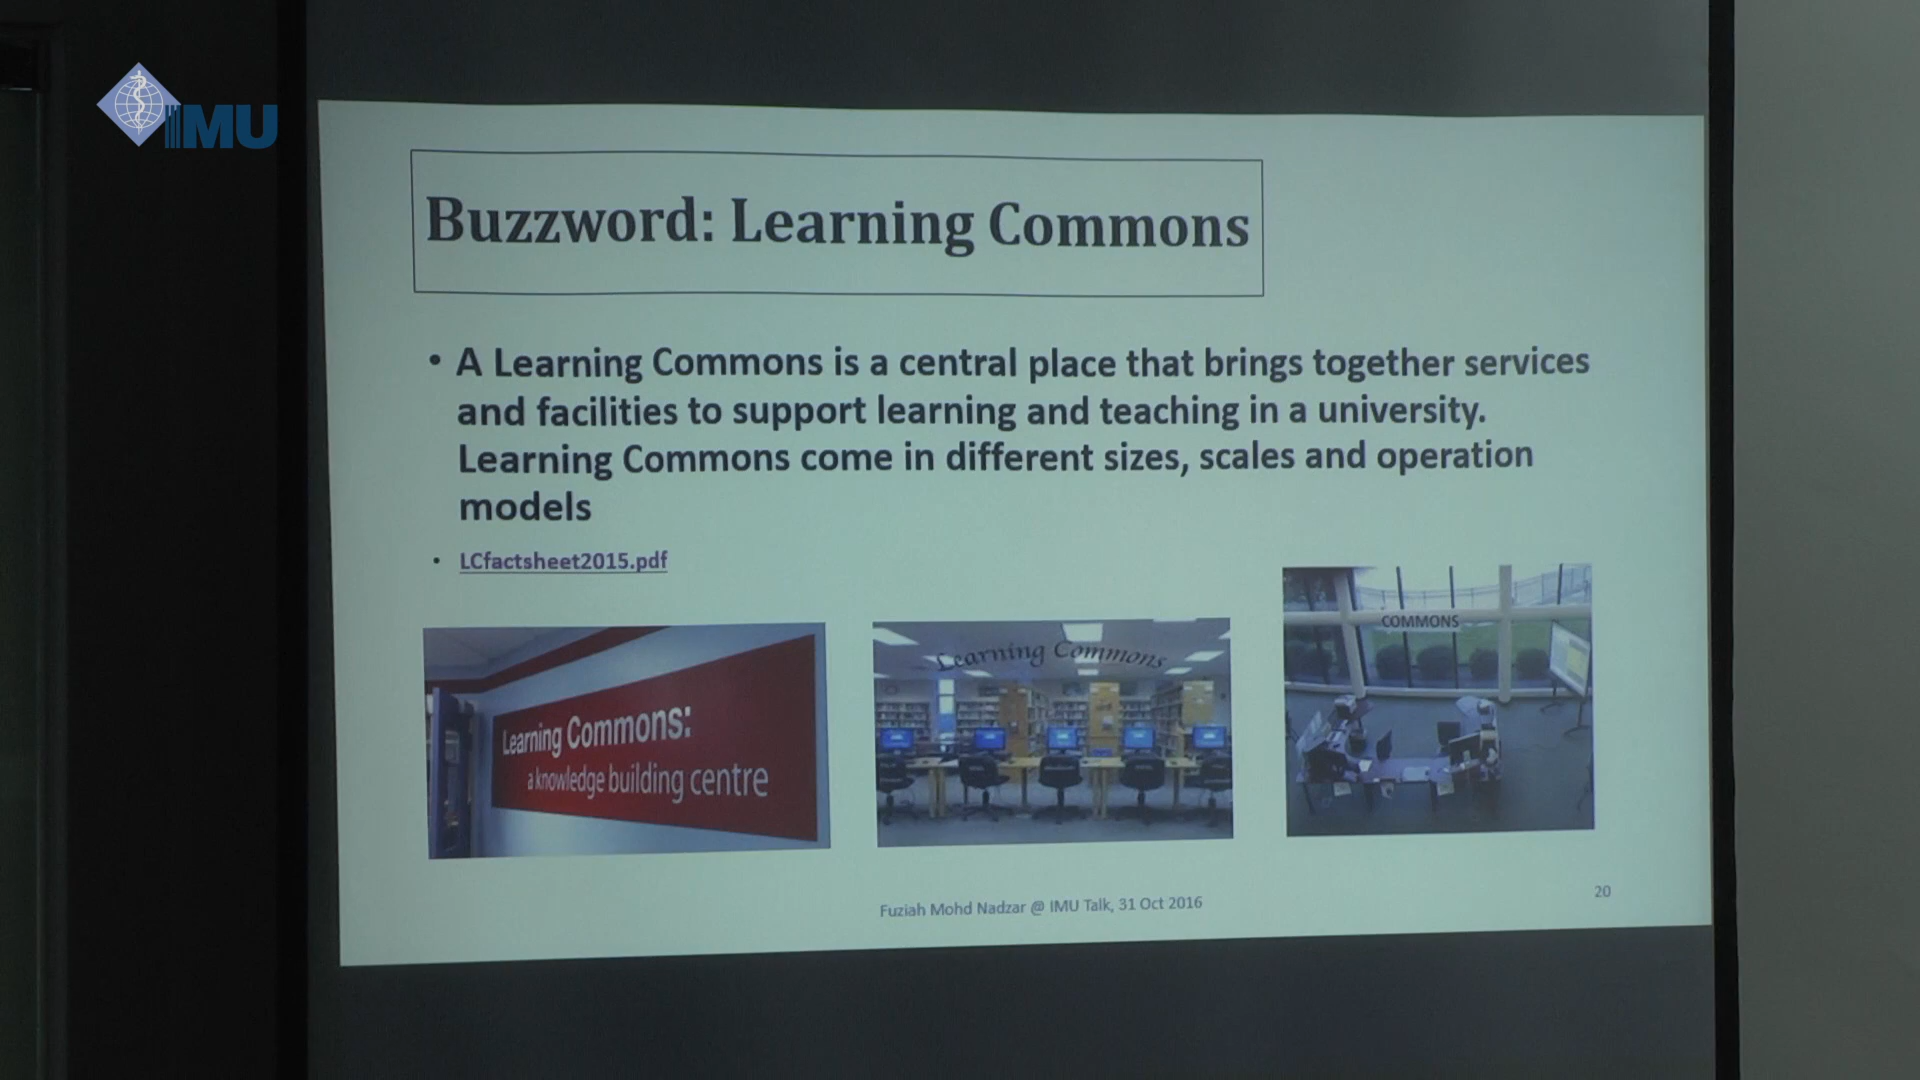 IMU
Buzzword: Learning Commons
• A Learning Commons is a central place that brings together services
and facilities to support learning and teaching in a university.
Learning Commons come in different sizes, scales and operation
models
• LCfactsheet2015.pdf
Learning Commons:
a knowledge building centre
Learning Commons
COMMONS
Fuziah Mohd Nadzar @ IMU Talk, 31 Oct 2016
20